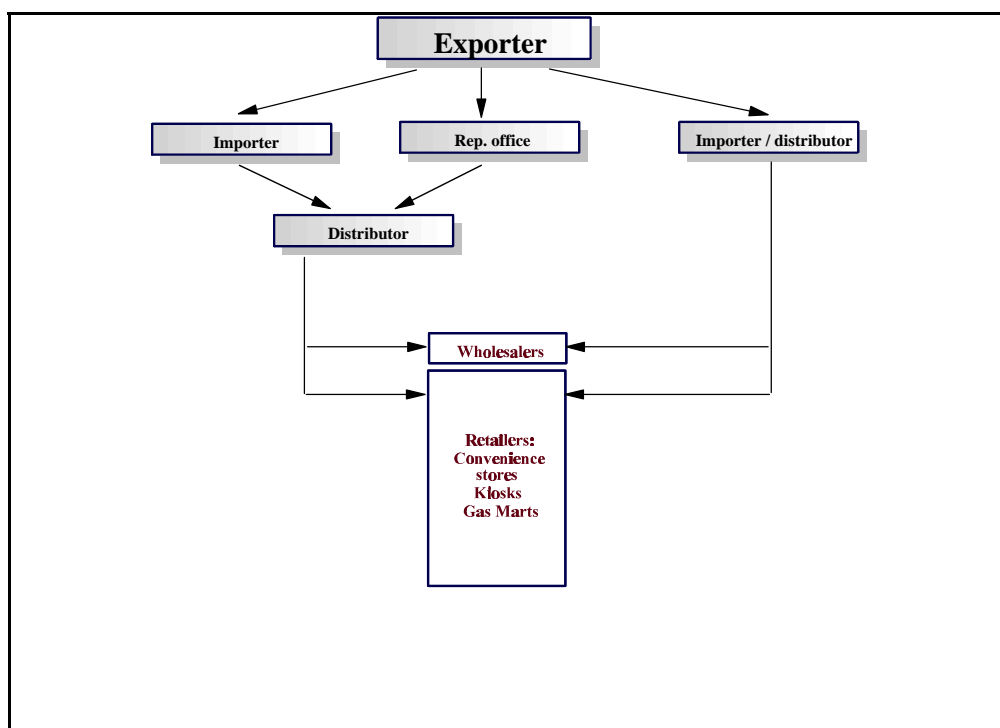 Exporter
Importer
Rep. office
Importer / distributor
Distributor
Wholesalers
Retailers:
Convenience
stores
Kiosks
Gas Marts